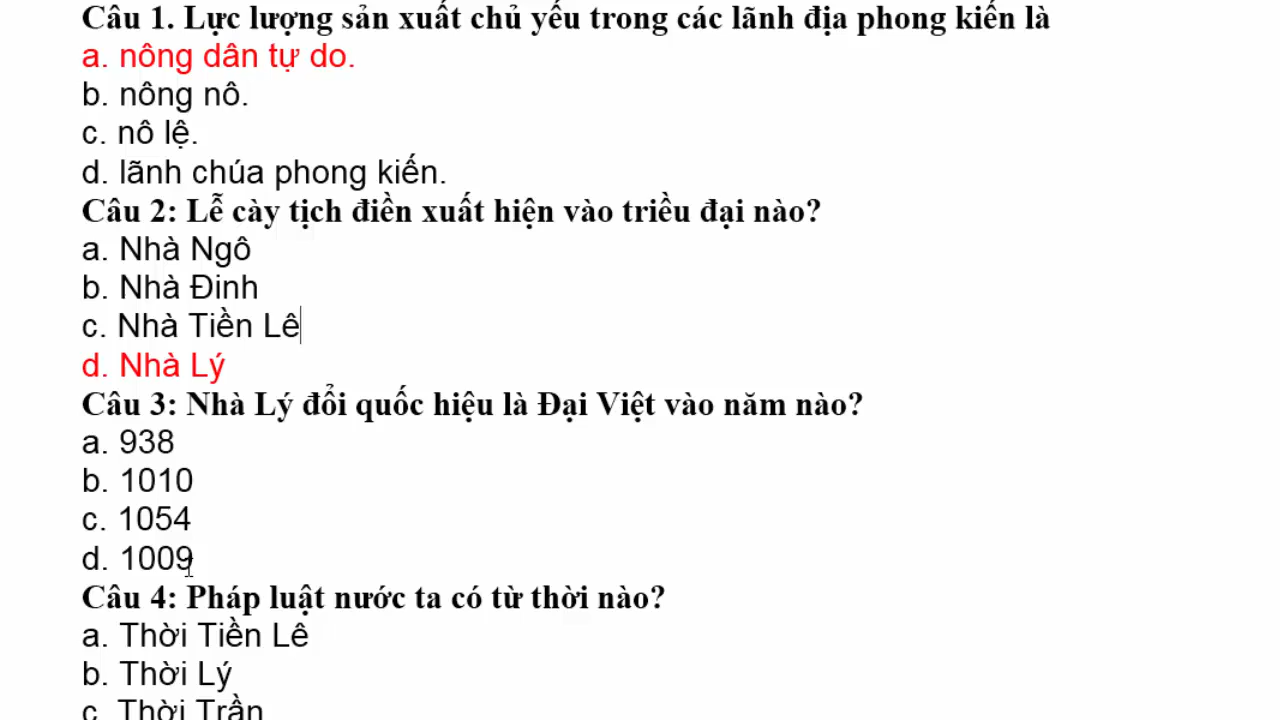 Câu 1. Lực lượng sản xuất chủ yếu trong các lãnh địa phong kiến là
a. nông dân tự do.
b. nông nô.
c. nô lệ.
d. lãnh chúa phong kiến.
Câu 2: Lễ cày tịch điền xuất hiện vào triều đại nào?
a. Nhà Ngô
b. Nhà Đinh
c. Nhà Tiền Lê
d. Nhà Lý
Câu 3: Nhà Lý đổi quốc hiệu là Đại Việt vào năm nào?
a. 938
b. 1010
c. 1054
d. 1009
Câu 4: Pháp luật nước ta có từ thời nào?
a. Thời Tiền Lê
b. Thời Lý
c. Thời Trần